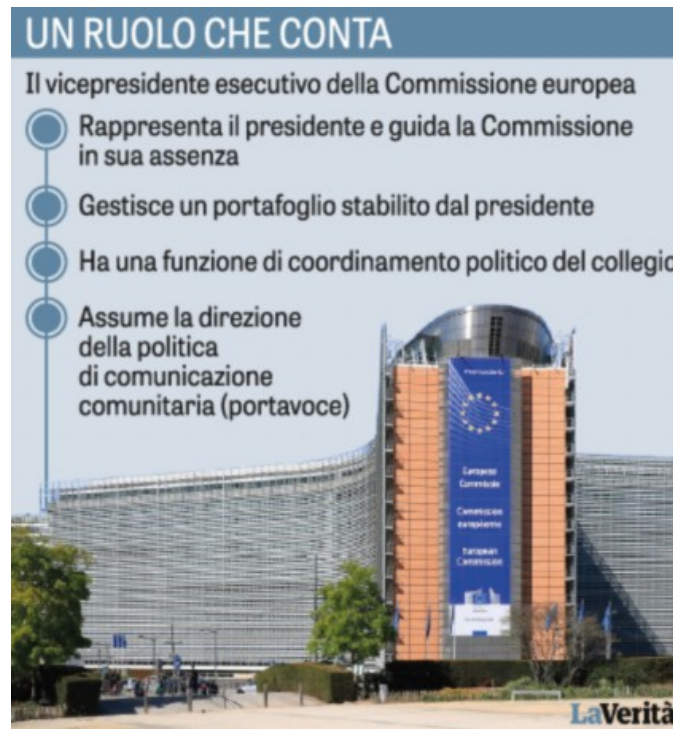 UN RUOLO CHE CONTA
Il vicepresidente esecutivo della Commissione europea
Rappresenta il presidente e guida la Commissione
in sua assenza
Gestisce un portafoglio stabilito dal presidente
Ha una funzione di coordinamento politico del collegio
Assume la direzione
della politica
di comunicazione
comunitaria (portavoce)
European
Commission
Commission
européenne
European
Commission
LaVerità